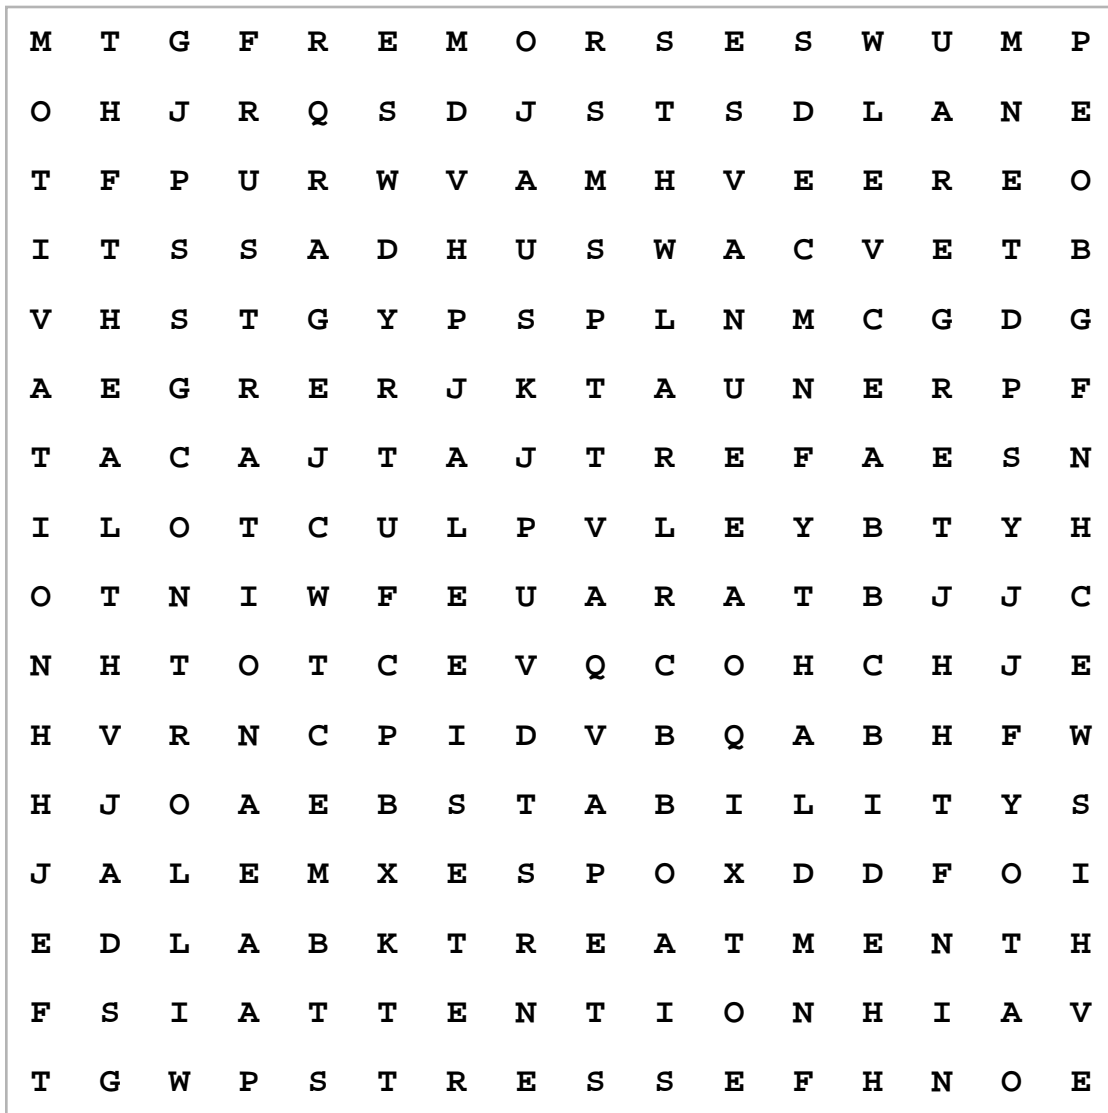 M T G F R E M O R S E S W U M P
O H J R Q S D J S T S D L A N E
T F P U R W V A M H V E E R E O
I T S S A D H U S W A C V E T B
V H S T G Y P S P L N M C G D G
A E G R E R J K T A U N E R P F
T A C A J T A J T R E F A E S N
I L O T C U L P V L E Y B T Y H
O T N I W F E U A R A T B J J C
N H T O T C E V Q C O H C H J E
H V R N C P I D V B Q A B H F W
H J O A E B S T A B I L I T Y S
J A L E M X E S P O X D D F O I
E D L A B K T R E A T M E N T H
F S I A T T E N T I O N H I A V
T G W P S T R E S S E F H N O E